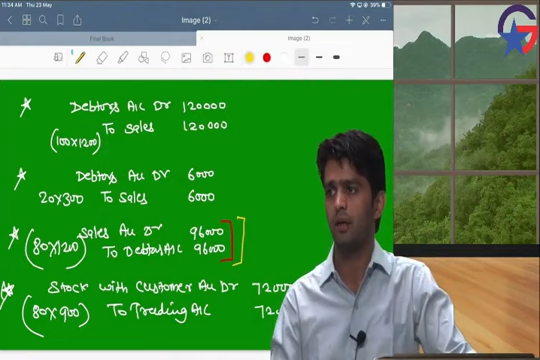 11:34 AM Thu 23 May
39%
Image (2)
Final Book
Image (2)
Debtors A/c Dr 120000
(100x1200) To Sales 120000
Debtors A/c Dr 6000
20x300 To Sales 6000
Sales A/c Dr 96000
(80x1200) To Debtors A/c 96000
Stock with Customer A/c Dr 7200
(80x900) To Trading A/c 72